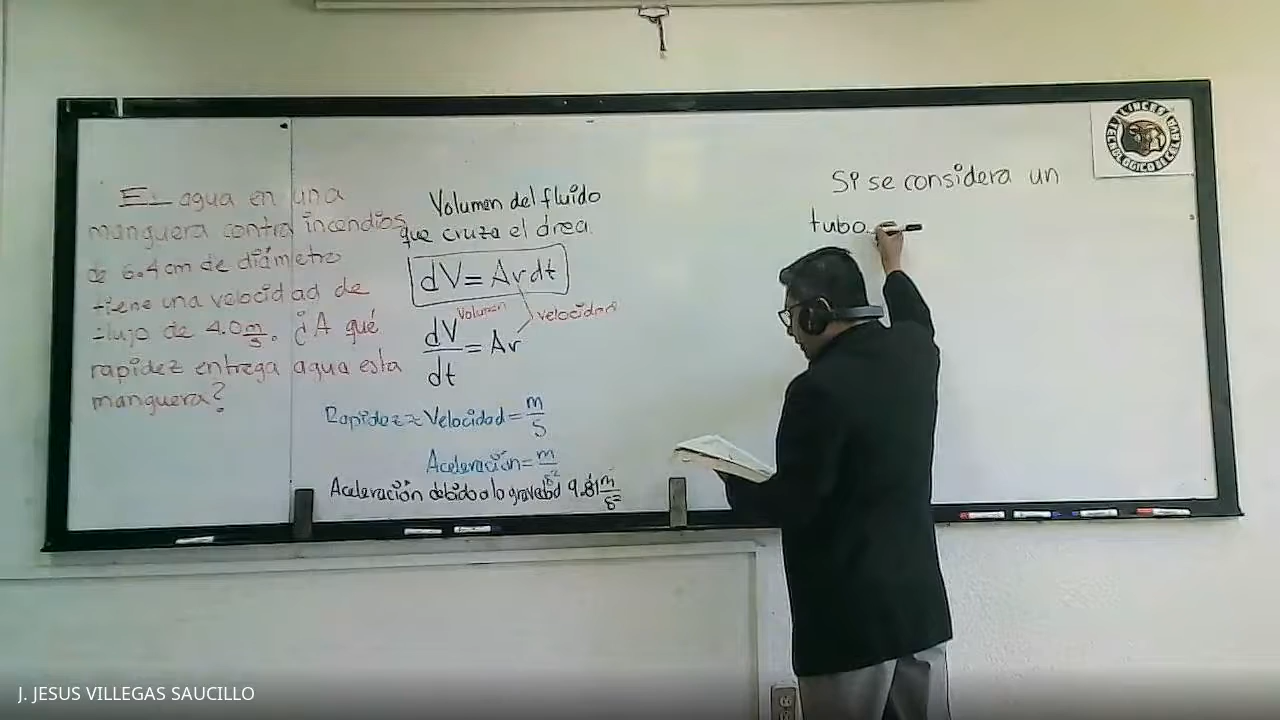 EL agua en una
manguera contra incendios
de 6.4 cm de diámetro
tiene una velocidad de
flujo de 4.0 m/s. ¿A qué
rapidez entrega agua esta
manguera?
Volumen del fluido
que cruza el área.
dV = Avdt
Volumen
velocidad
dV/dt = Av
Rapidez ≈ Velocidad = m/s
Aceleración = m/s²
Aceleración debido a la gravedad 9.81 m/s²
Si se considera un
tubo
LINCES
TECNOLÓGICO DE
J. JESUS VILLEGAS SAUCILLO